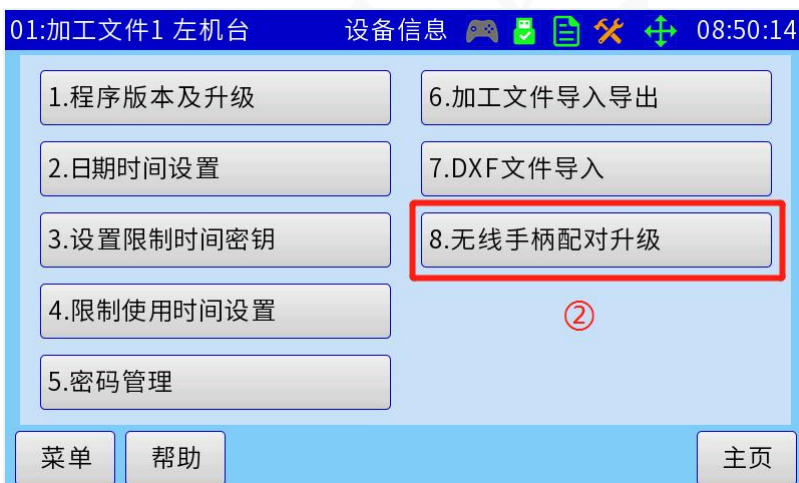 01:加工文件1 左机台 设备信息 08:50:14
1.程序版本及升级
2.日期时间设置
3.设置限制时间密钥
4.限制使用时间设置
5.密码管理
6.加工文件导入导出
7.DXF文件导入
8.无线手柄配对升级
②
菜单 帮助 主页